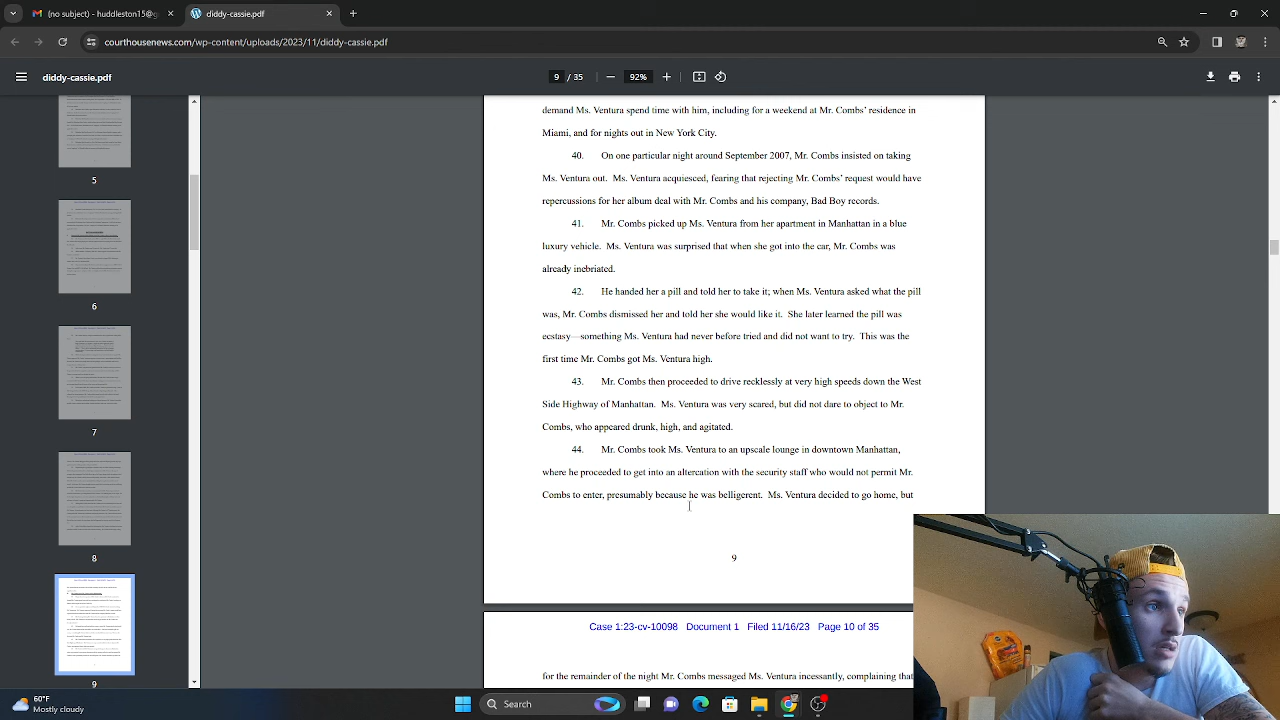 (no subject) - huddleston15@g
diddy-cassie.pdf
courthousenews.com/wp-content/uploads/2023/11/diddy-cassie.pdf
diddy-cassie.pdf
9 / 35
92%
5
6
7
8
9
demand Ms. Ventura spend time with him, including for a weekend at Mr. Combs' residence in
Miami, and for nights out in New York City.
40. On one particular night around September 2007, Mr. Combs insisted on taking
Ms. Ventura out. Ms. Ventura acquiesced, fearing that rejecting Mr. Combs' request would have
repercussions for her label deal with Mr. Combs and his company, Bad Boy records.
41. Mr. Combs picked Ms. Ventura up from her apartment in Manhattan in a blue
luxury vehicle. Ms. Ventura was surprised that when she got into the car, Mr. Combs was
already inebriated.
42. He handed her a pill and told her to take it; when Ms. Ventura asked what the pill
was, Mr. Combs dismissed her and told her she would like it. She later learned the pill was
ecstasy—something Ms. Ventura had never before tried and did not want to try. This was the
first time Mr. Combs got Ms. Ventura high.
43. Mr. Combs then proceeded to drive recklessly at very high speeds down the West
Side Highway of Manhattan. Ms. Ventura was very scared, but did not dare to object to Mr.
Combs, who appeared drunk, high, and agitated.
44. Mr. Combs took Ms. Ventura to an upscale lounge in downtown Manhattan,
where he proceeded to get into an altercation with the security staff who would not permit Mr.
Combs to enter, presumably because he was belligerent. Ms. Ventura decided to go home, but
9
Case 1:23-cv-10098 Document 1 Filed 11/16/23 Page 10 of 35
for the remainder of the night Mr. Combs messaged Ms. Ventura incessantly, complaining that
60°F
Mostly cloudy
Search